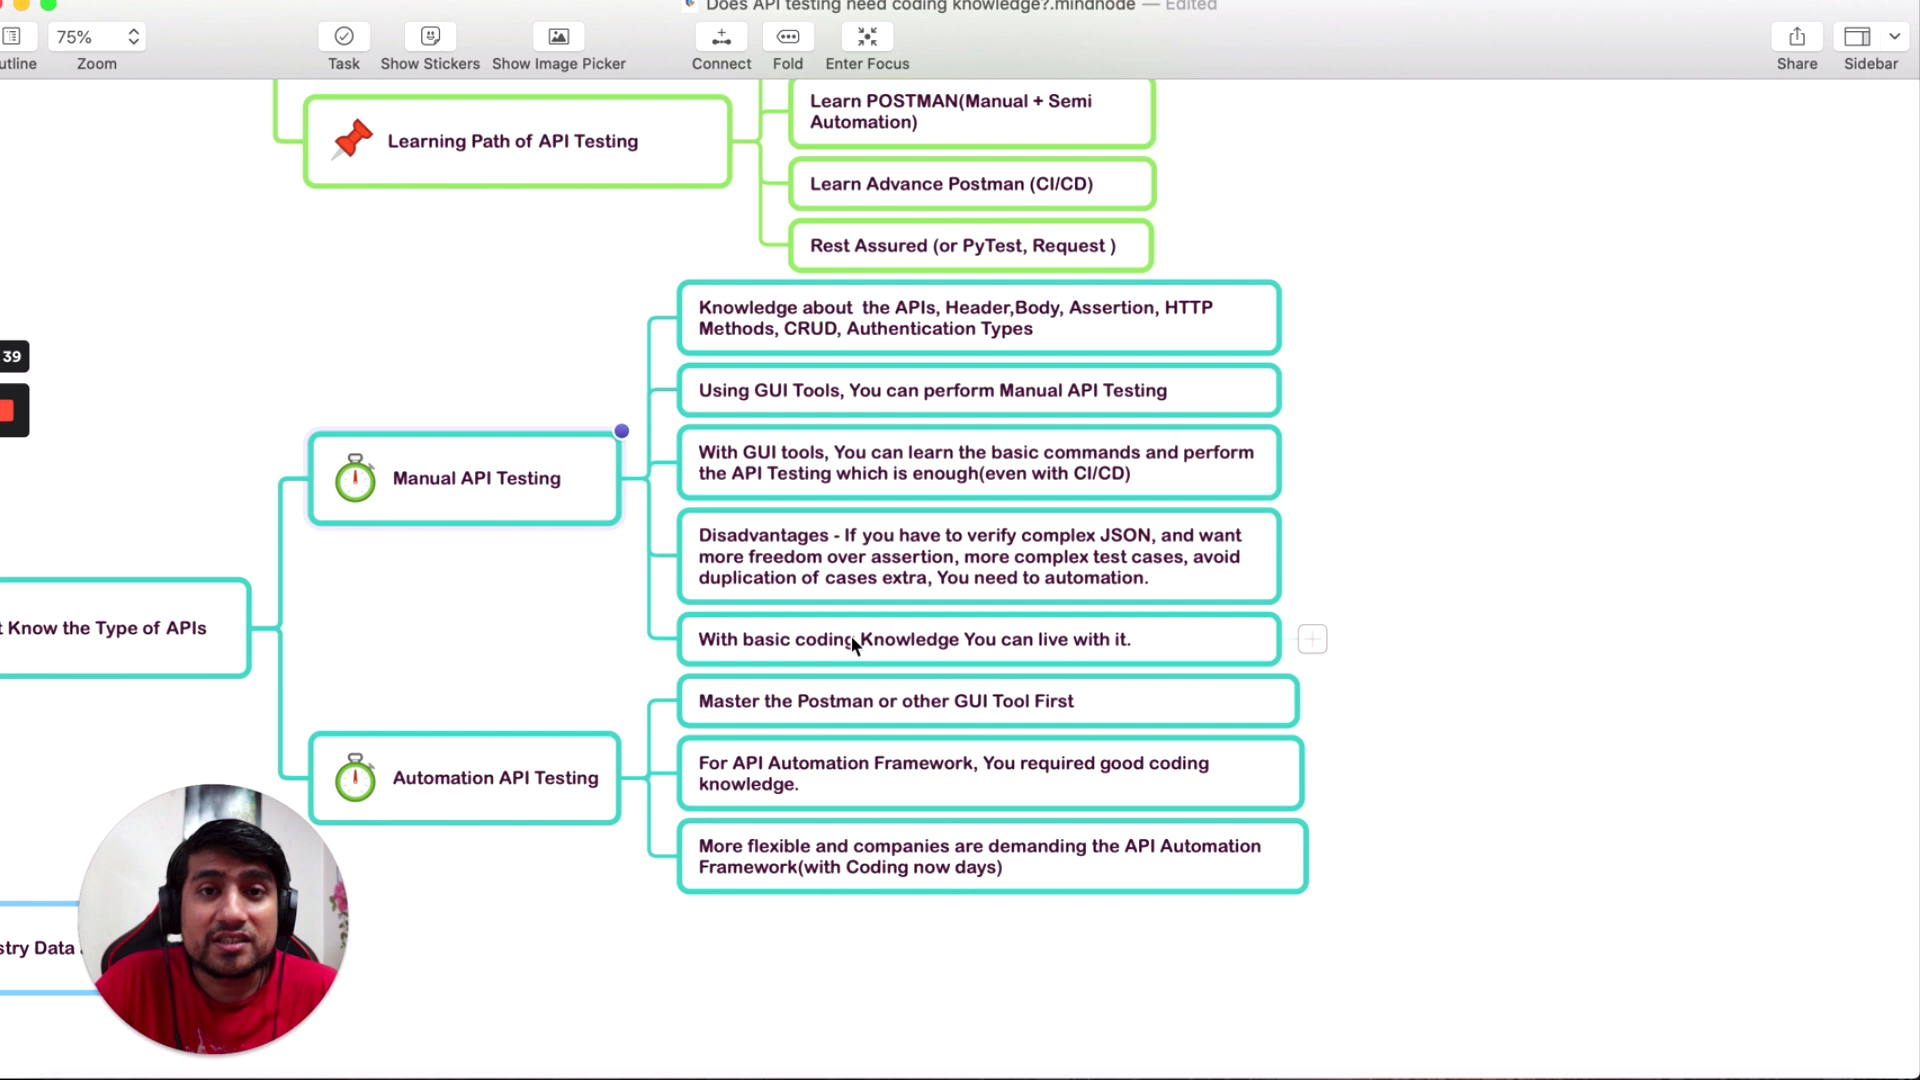 Does API testing need coding knowledge?.mindnode — Edited
75%
utline
Zoom
Task
Show Stickers
Show Image Picker
Connect
Fold
Enter Focus
Share
Sidebar
Learn POSTMAN(Manual + Semi
Automation)
Learning Path of API Testing
Learn Advance Postman (CI/CD)
Rest Assured (or PyTest, Request )
Knowledge about  the APIs, Header,Body, Assertion, HTTP
Methods, CRUD, Authentication Types
39
Using GUI Tools, You can perform Manual API Testing
With GUI tools, You can learn the basic commands and perform
the API Testing which is enough(even with CI/CD)
Manual API Testing
Disadvantages - If you have to verify complex JSON, and want
more freedom over assertion, more complex test cases, avoid
duplication of cases extra, You need to automation.
t Know the Type of APIs
With basic coding Knowledge You can live with it.
Master the Postman or other GUI Tool First
For API Automation Framework, You required good coding
knowledge.
Automation API Testing
More flexible and companies are demanding the API Automation
Framework(with Coding now days)
stry Data